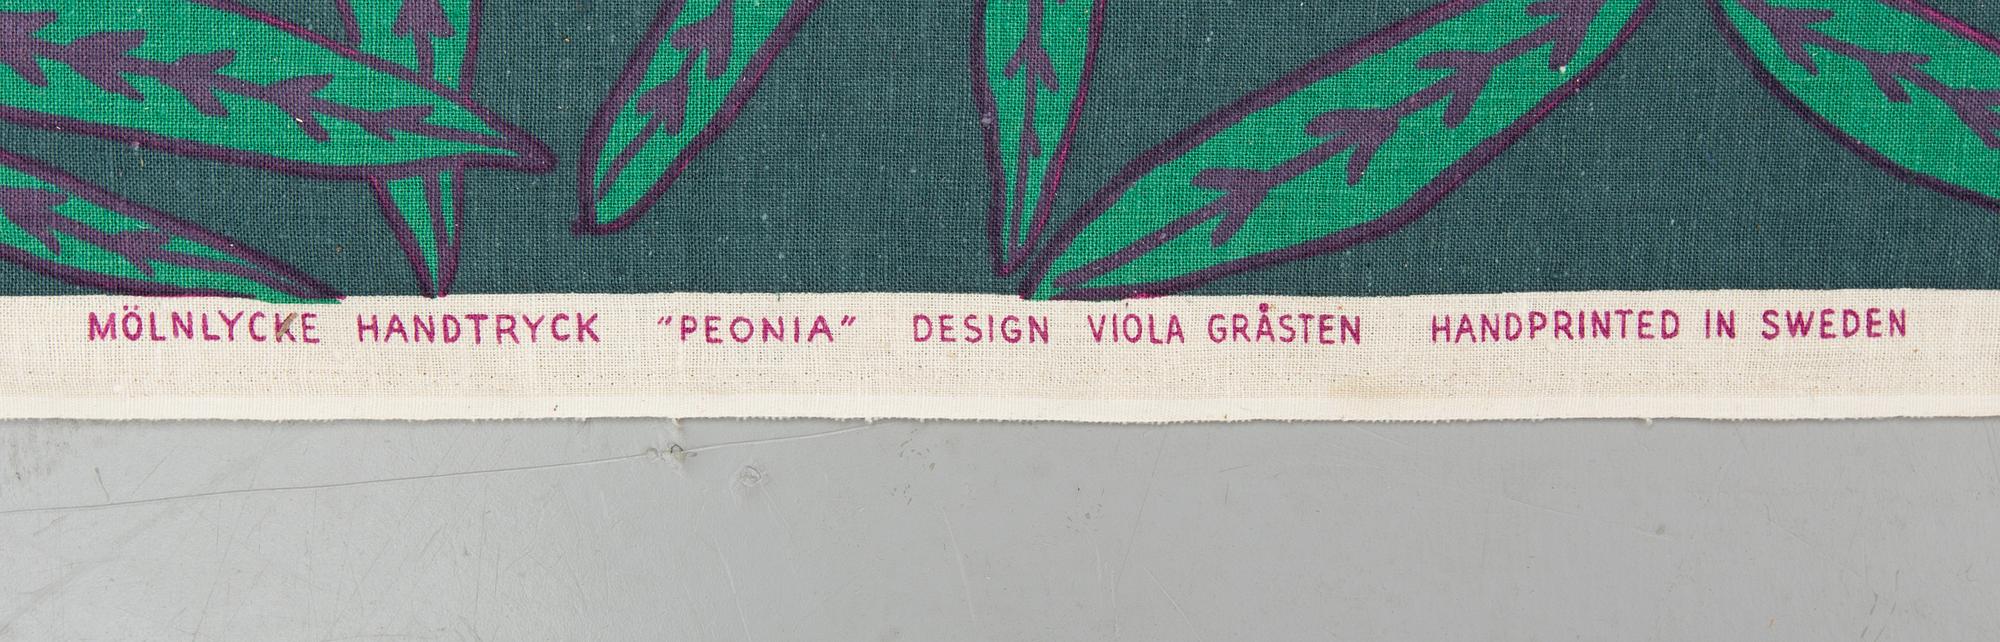 MÖLNLYCKE HANDTRYCK "PEONIA" DESIGN VIOLA GRÅSTEN HANDPRINTED IN SWEDEN